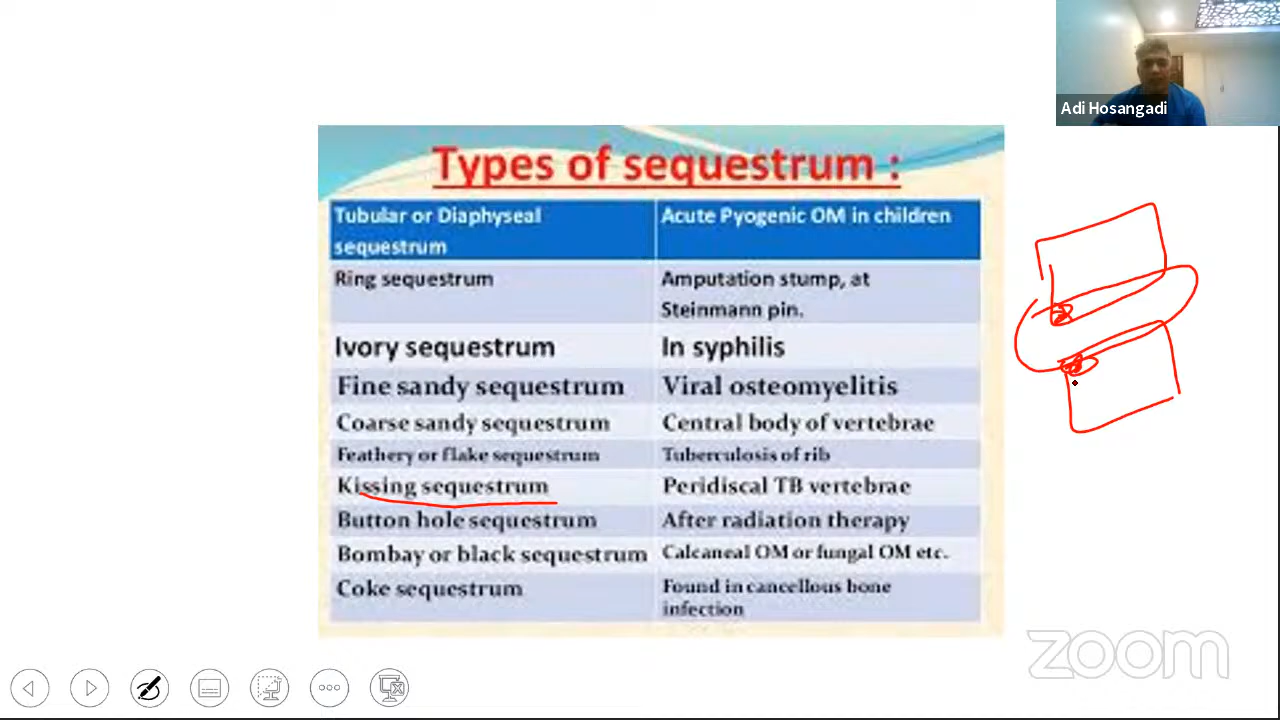 Adi Hosangadi
Types of sequestrum :
Tubular or Diaphyseal sequestrum
Acute Pyogenic OM in children
Ring sequestrum
Amputation stump, at Steinmann pin.
Ivory sequestrum
In syphilis
Fine sandy sequestrum
Viral osteomyelitis
Coarse sandy sequestrum
Central body of vertebrae
Feathery or flake sequestrum
Tuberculosis of rib
Kissing sequestrum
Peridiscal TB vertebrae
Button hole sequestrum
After radiation therapy
Bombay or black sequestrum
Calcaneal OM or fungal OM etc.
Coke sequestrum
Found in cancellous bone infection
zoom